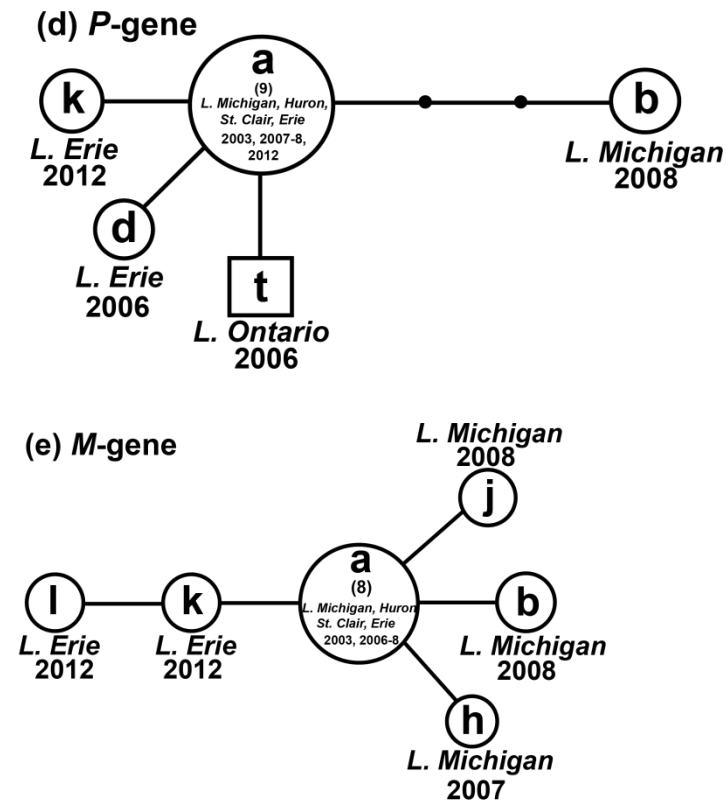 (d) P-gene
a
(9)
L. Michigan, Huron,
St. Clair, Erie
2003, 2007-8,
2012
k
L. Erie
2012
b
L. Michigan
2008
d
L. Erie
2006
t
L. Ontario
2006
(e) M-gene
L. Michigan
2008
j
a
(8)
L. Michigan, Huron
St. Clair, Erie
2003, 2006-8
l
L. Erie
2012
k
L. Erie
2012
b
L. Michigan
2008
h
L. Michigan
2007